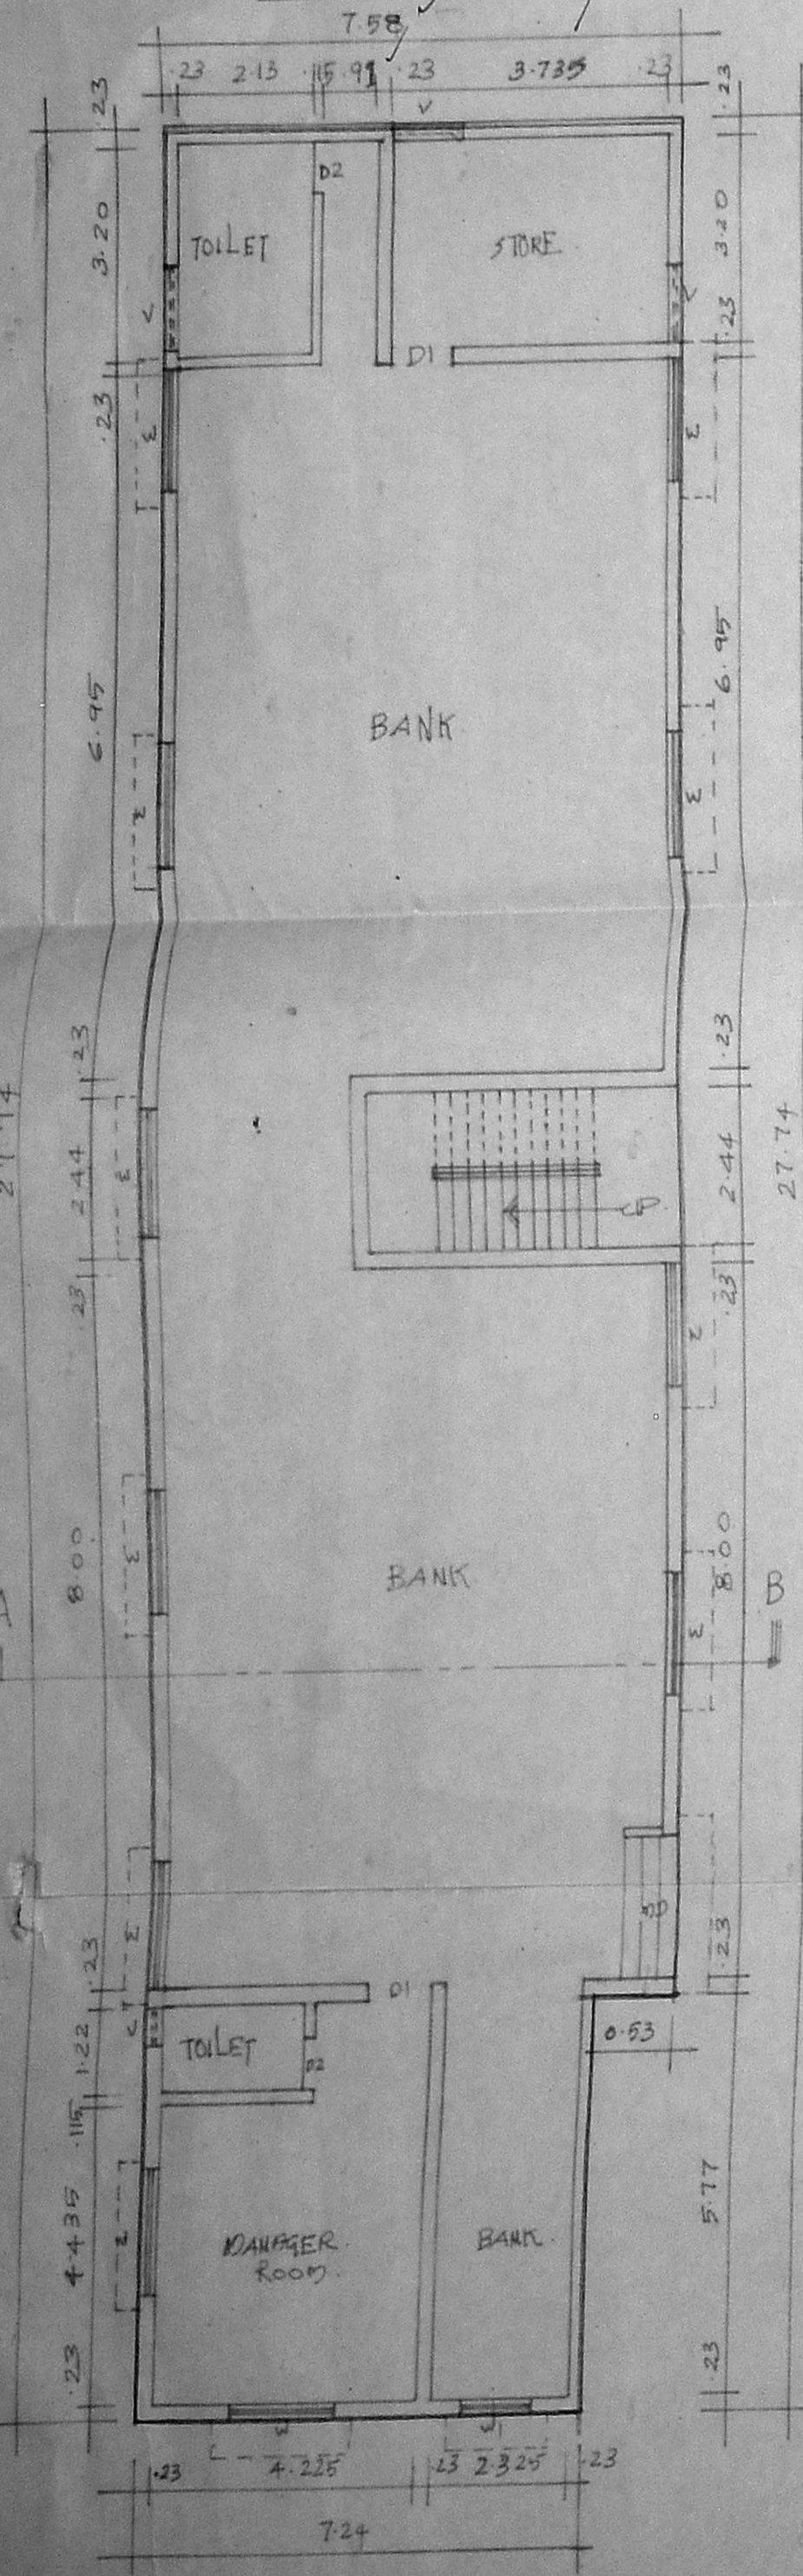 7.58
.23 2.13 .115 .91 .23 3.735 .23
.23
.23
V
D2
3.20
TOILET
STORE
3.20
V
V
.23
D1
.23
W
W
6.95
6.95
BANK
W
W
.23
.23
2.44
W
2.44
27.74
UP
.23
.23
W
8.00
W
BANK
8.00
W
B
W
.23
.23
D1
V
TOILET
D2
0.53
1.22
.115
5.77
4.435
W
MANAGER
ROOM
BANK
.23
.23
W
W1
.23 4.225 .23 2.325 .23
7.24